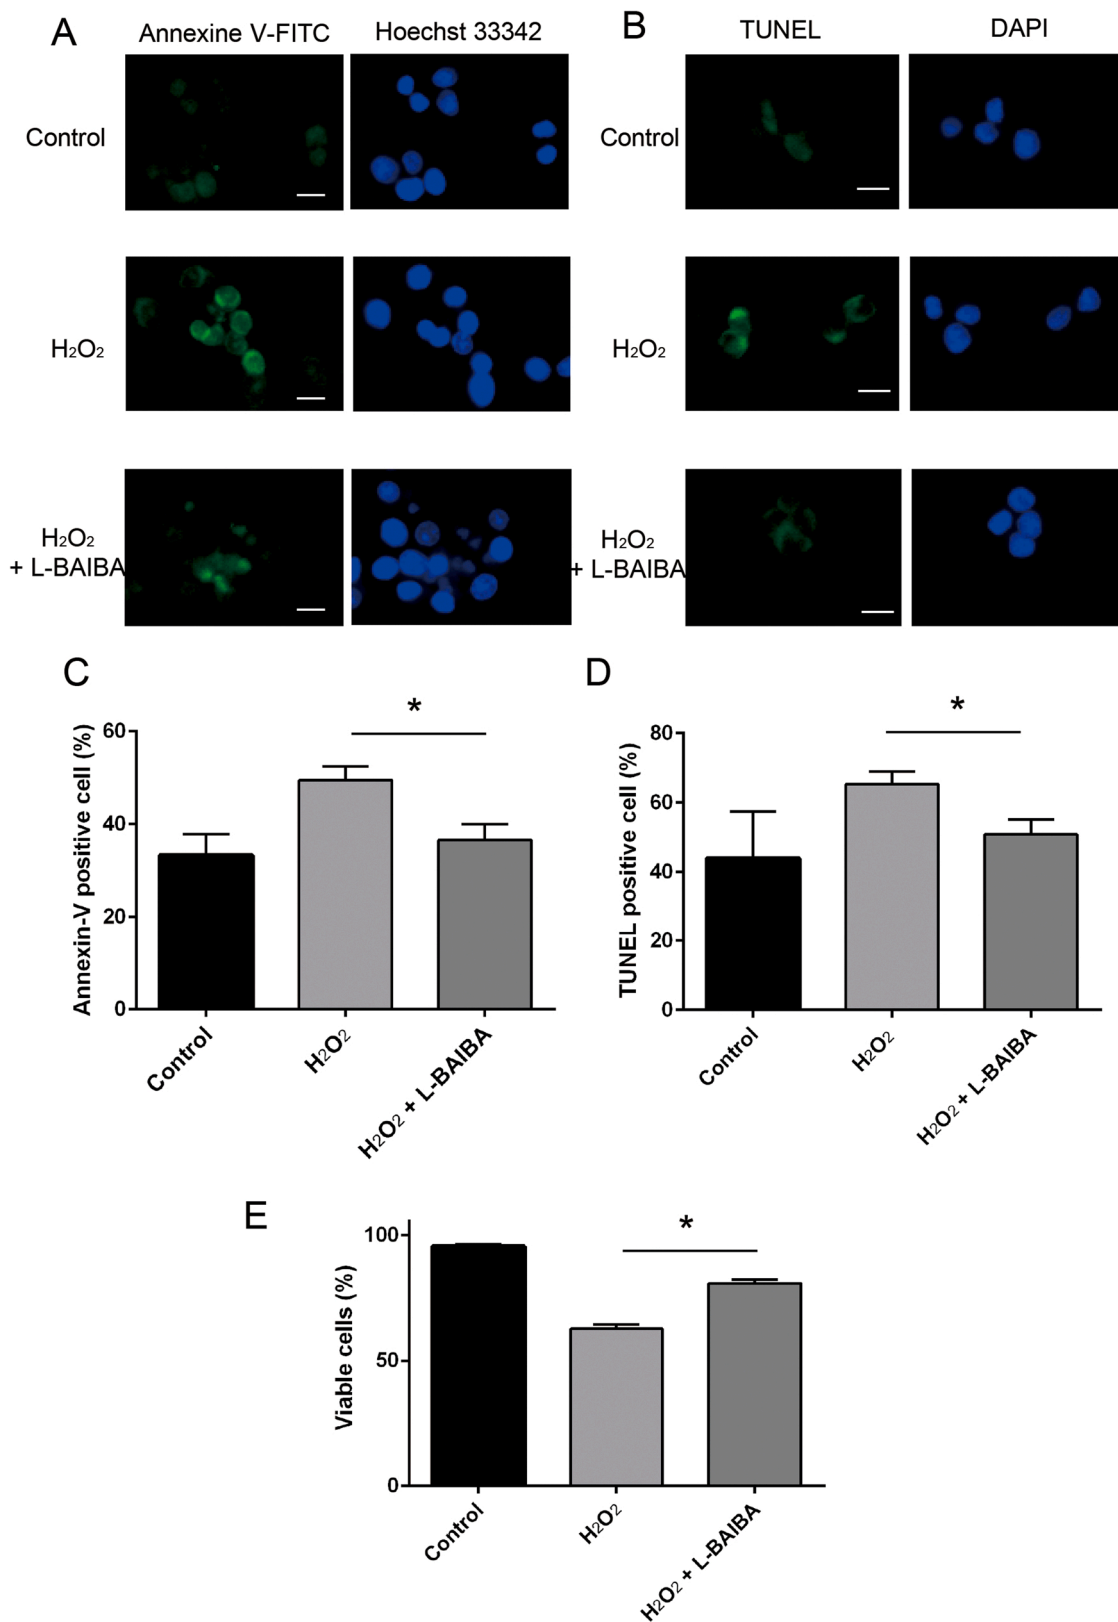 A
Annexine V-FITC
Hoechst 33342
B
TUNEL
DAPI
Control
Control
H2O2
H2O2
H2O2
+ L-BAIBA
H2O2
+ L-BAIBA
C
Annexin-V positive cell (%)
60
40
20
0
*
Control
H2O2
H2O2 + L-BAIBA
D
TUNEL positive cell (%)
80
60
40
20
0
*
Control
H2O2
H2O2 + L-BAIBA
E
Viable cells (%)
100
50
0
*
Control
H2O2
H2O2 + L-BAIBA